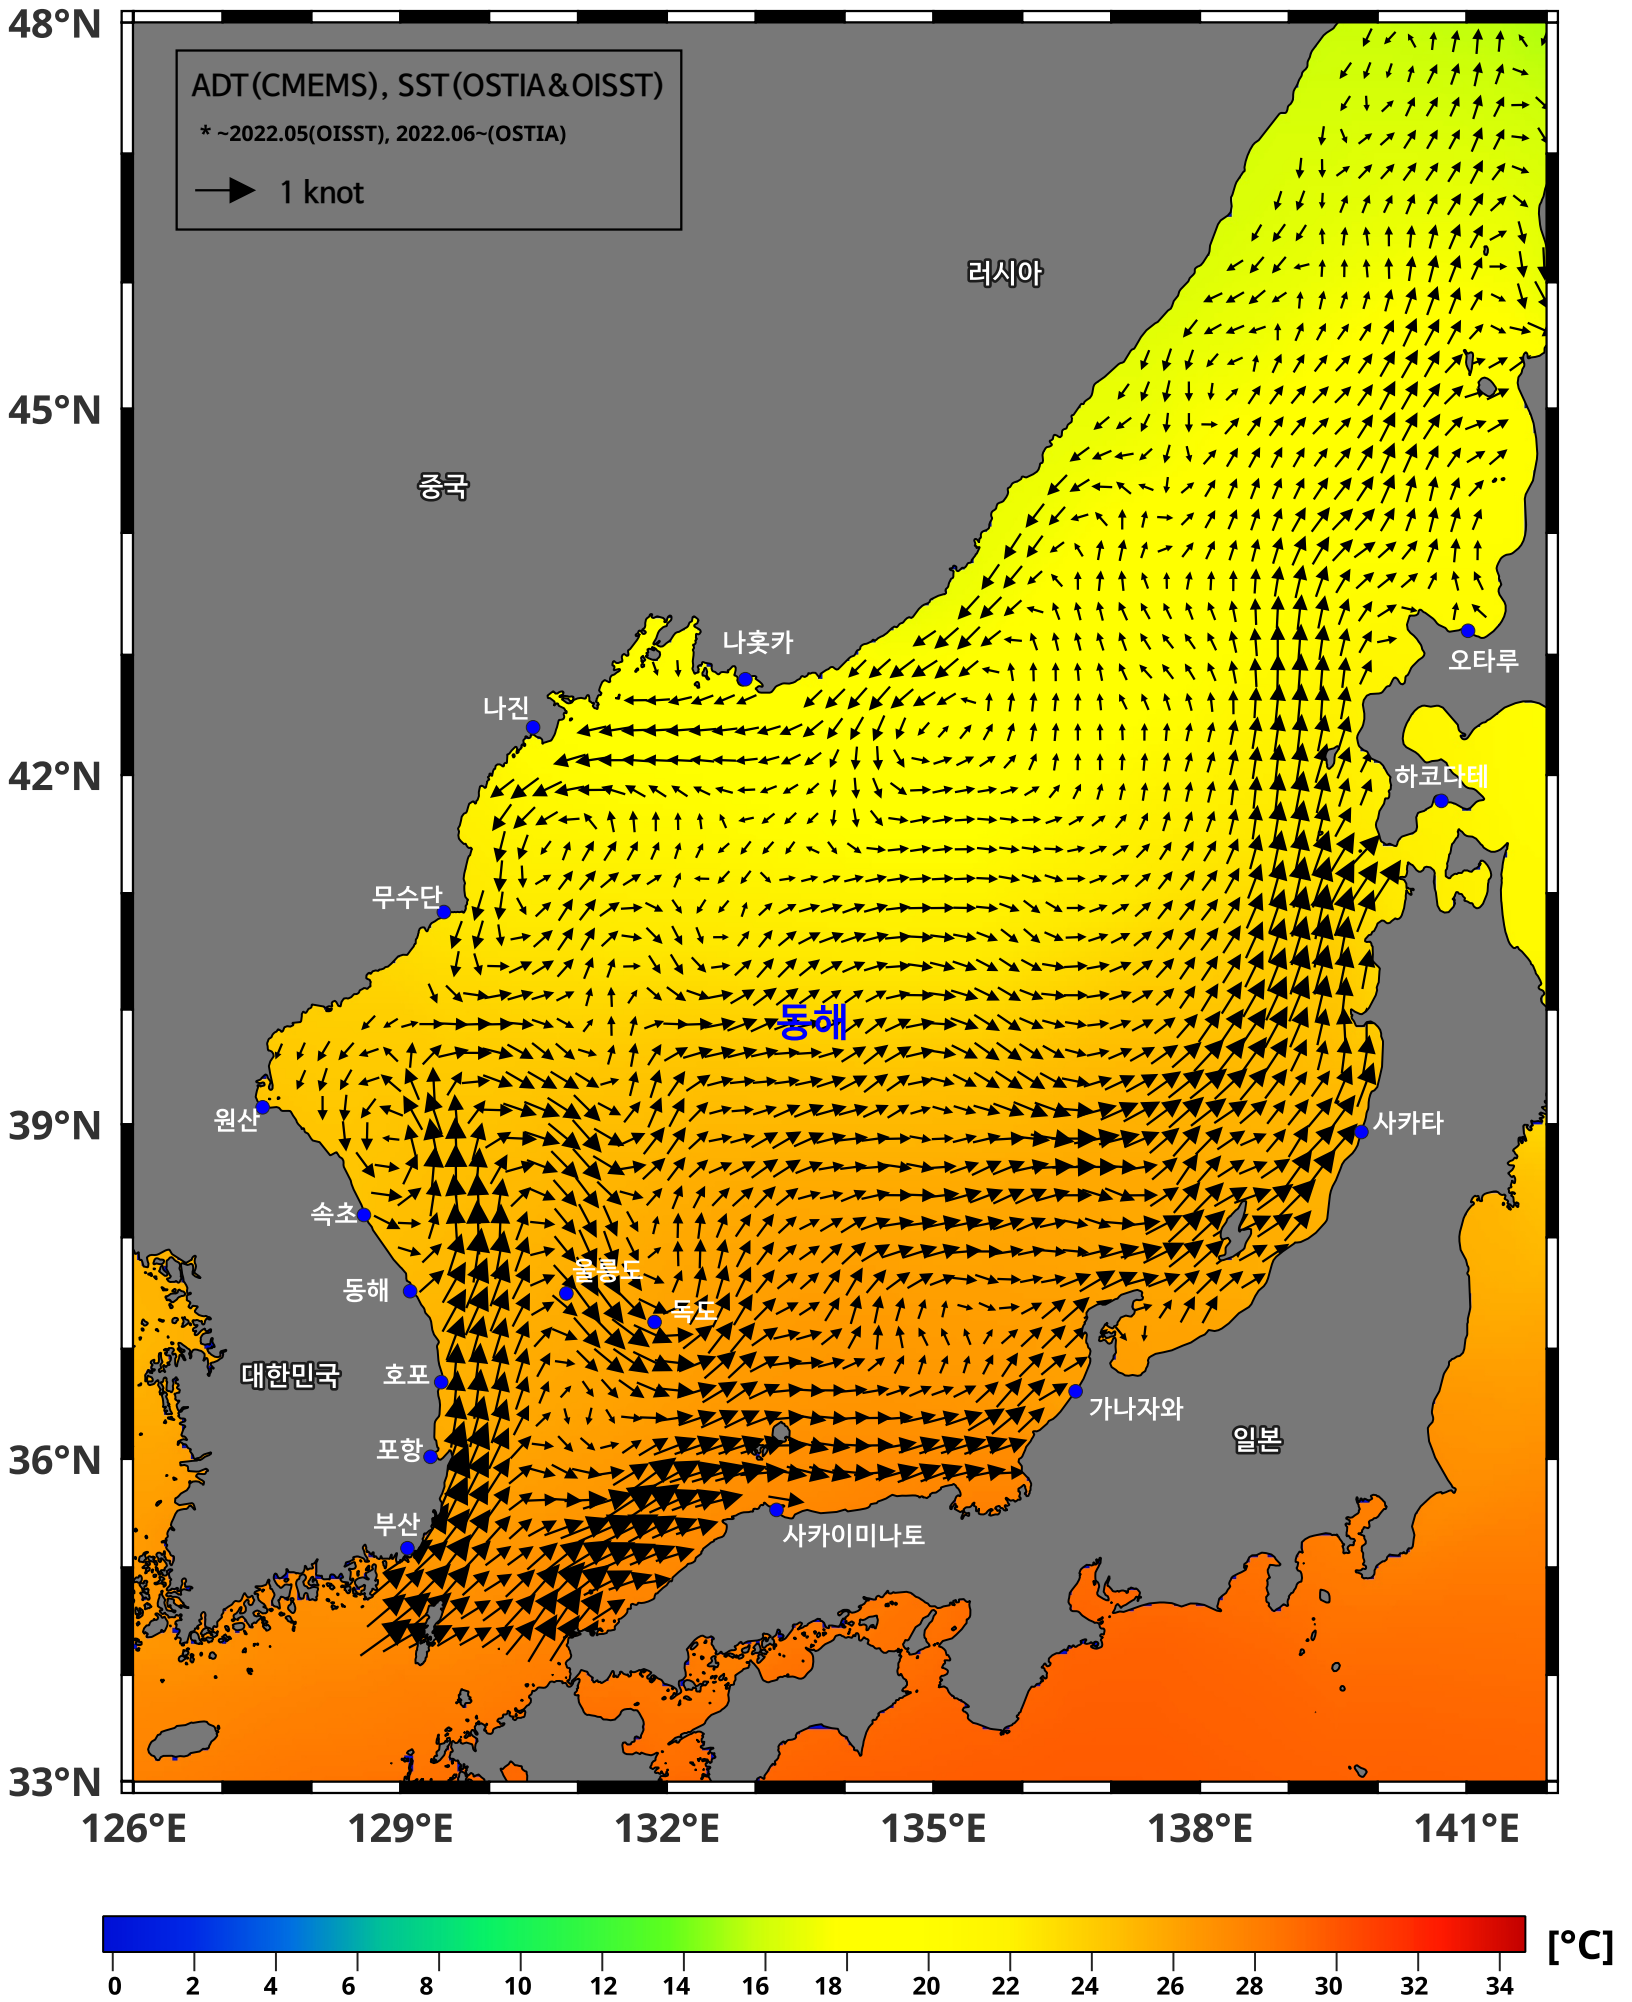 48°N
ADT(CMEMS), SST(OSTIA&OISST)
* ~2022.05(OISST), 2022.06~(OSTIA)
1 knot
러시아
45°N
중국
나홋카
오타루
나진
42°N
하코다테
무수단
동해
39°N
원산
사카타
속초
울릉도
동해
독도
대한민국
호포
가나자와
일본
포항
36°N
부산
사카이미나토
33°N
126°E 129°E 132°E 135°E 138°E 141°E
[°C]
0 2 4 6 8 10 12 14 16 18 20 22 24 26 28 30 32 34